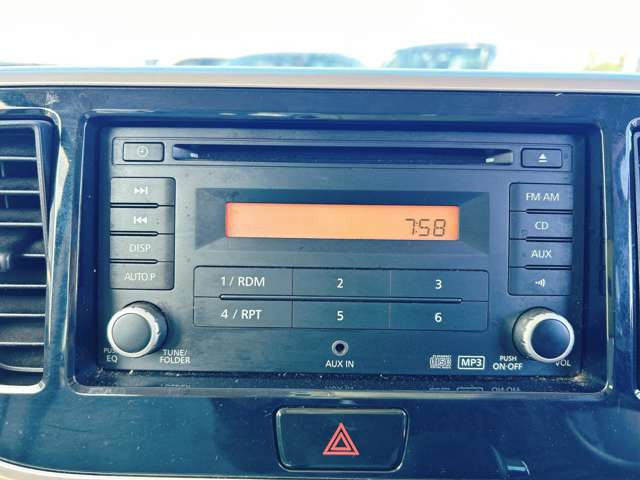 FM·AM
7:58
CD
DISP
AUX
AUTO.P
1 / RDM
2
3
4 / RPT
5
6
PUSH
EQ
TUNE/
FOLDER
AUX IN
MP3
PUSH
ON·OFF
VOL